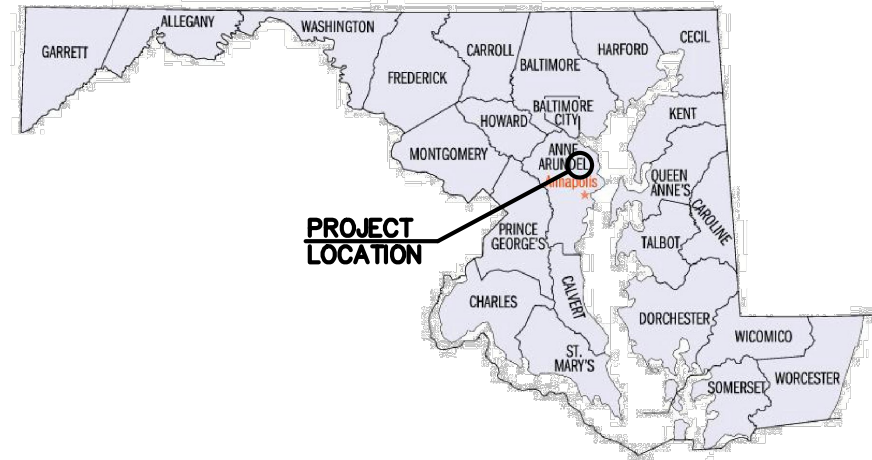 GARRETT
ALLEGANY
WASHINGTON
FREDERICK
CARROLL
BALTIMORE
HARFORD
CECIL
BALTIMORE
CITY
KENT
HOWARD
MONTGOMERY
ANNE
ARUNDEL
Annapolis
QUEEN
ANNE'S
CAROLINE
PROJECT
LOCATION
PRINCE
GEORGE'S
TALBOT
CHARLES
CALVERT
DORCHESTER
WICOMICO
ST.
MARY'S
SOMERSET
WORCESTER